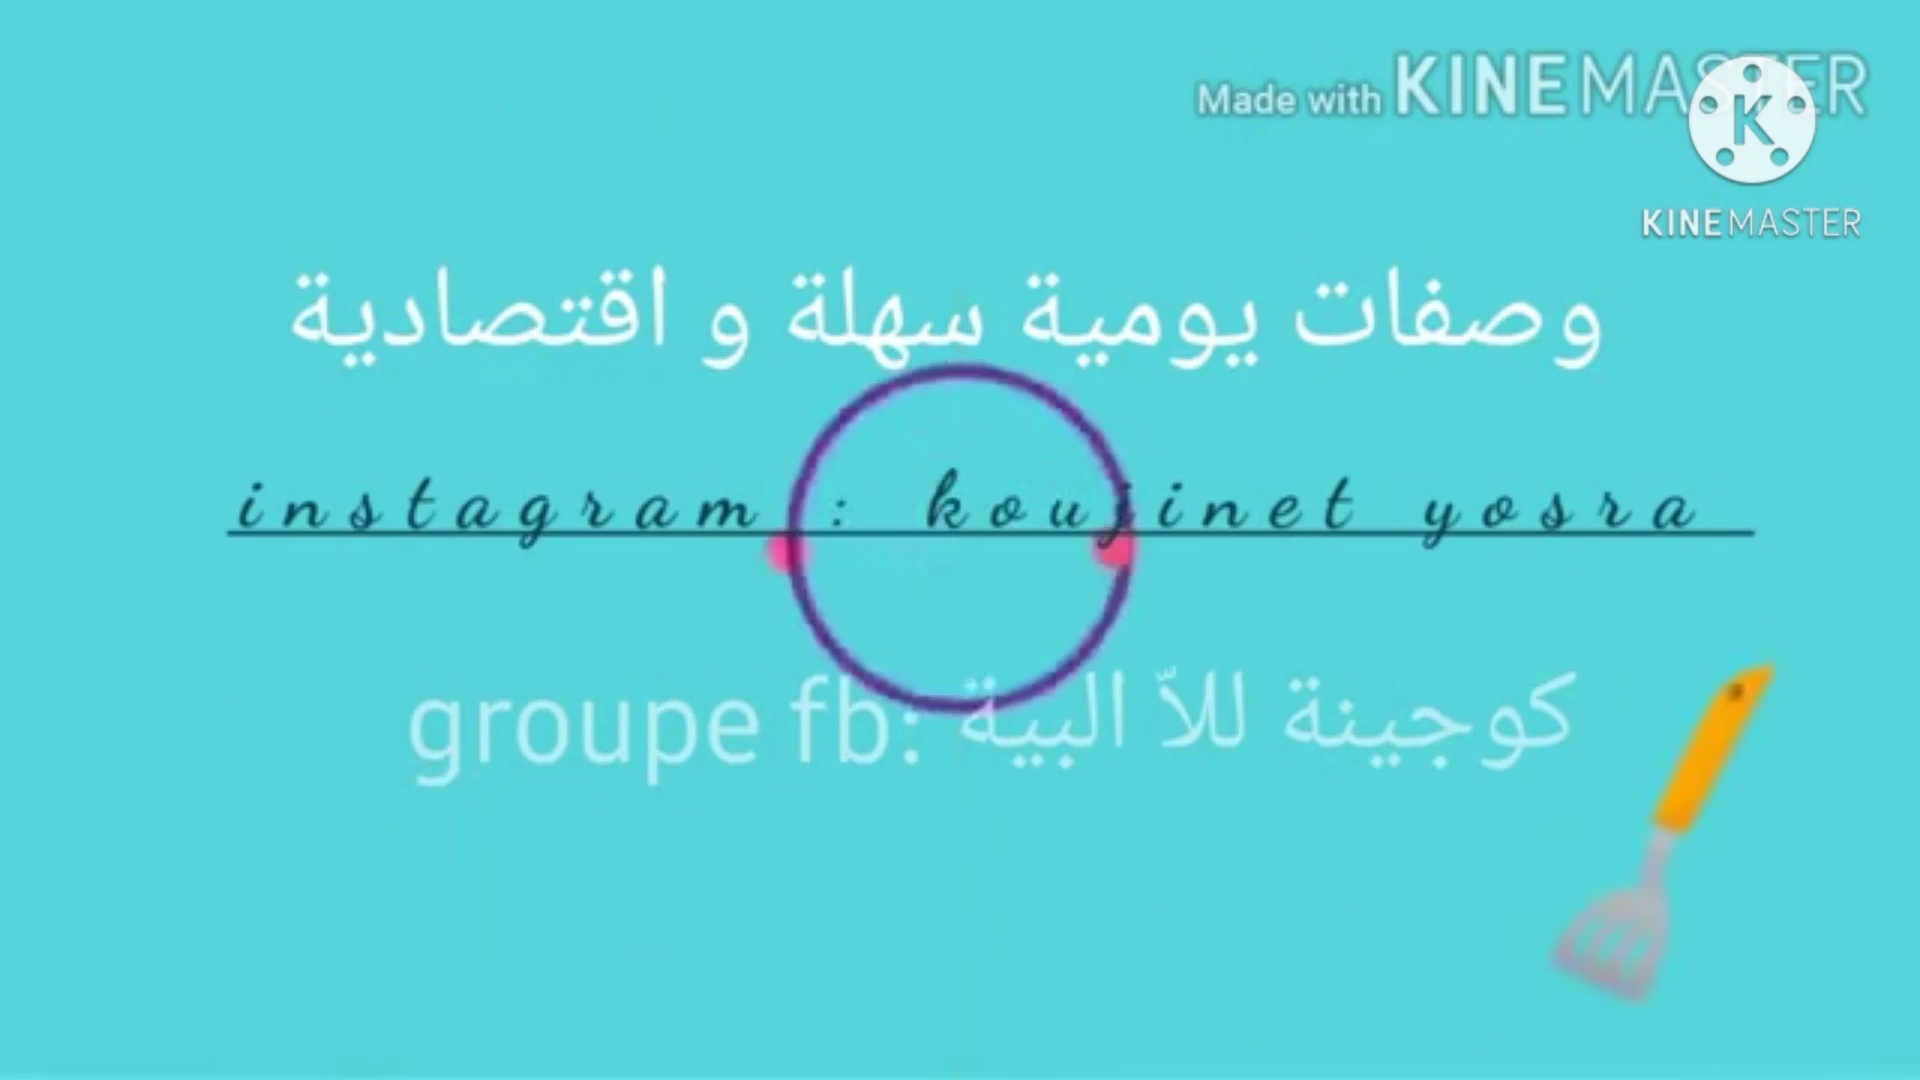 Made with KINEMASTER
K
KINEMASTER
وصفات يومية سهلة و اقتصادية
instagram : koujinet yosra
groupe fb: كوجينة للاّ البية